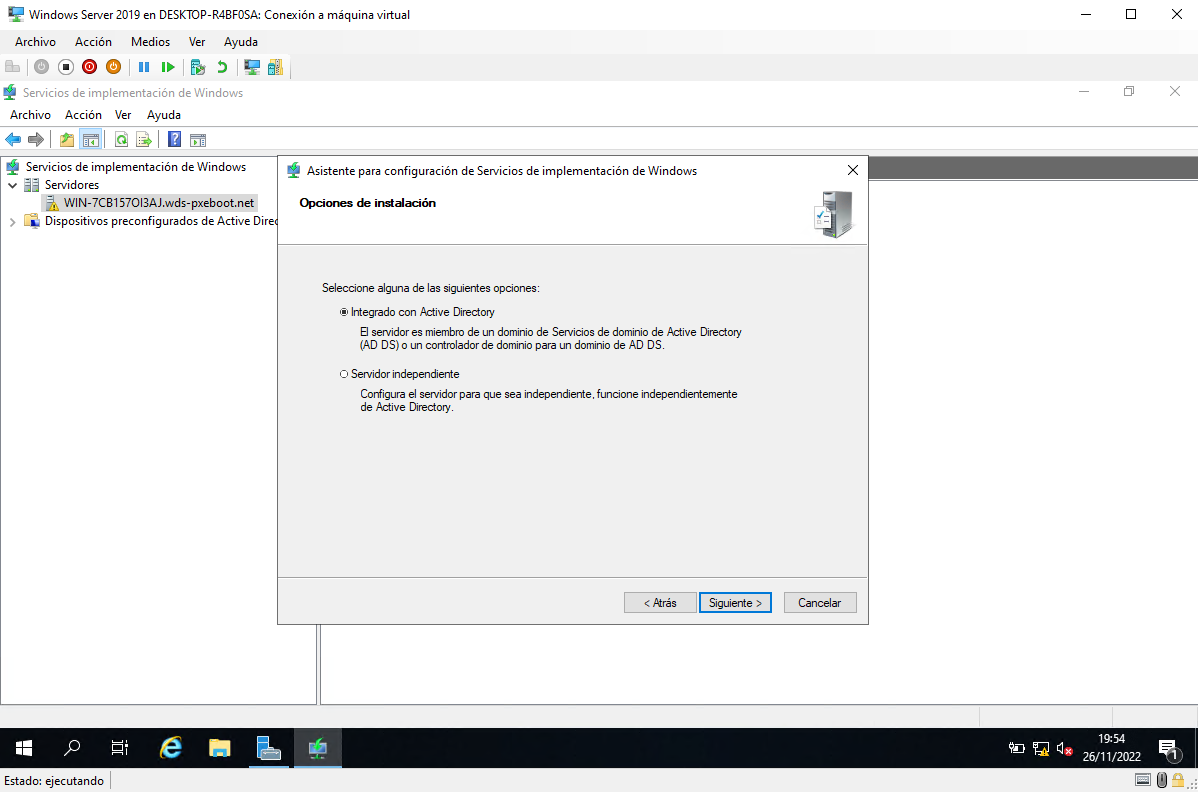 Windows Server 2019 en DESKTOP-R4BF0SA: Conexión a máquina virtual
Archivo Acción Medios Ver Ayuda
Servicios de implementación de Windows
Archivo Acción Ver Ayuda
Servicios de implementación de Windows
Servidores
WIN-7CB157OI3AJ.wds-pxeboot.net
Dispositivos preconfigurados de Active Direc
Asistente para configuración de Servicios de implementación de Windows
Opciones de instalación
Seleccione alguna de las siguientes opciones:
Integrado con Active Directory
El servidor es miembro de un dominio de Servicios de dominio de Active Directory
(AD DS) o un controlador de dominio para un dominio de AD DS.
Servidor independiente
Configura el servidor para que sea independiente, funcione independientemente
de Active Directory.
< Atrás Siguiente > Cancelar
19:54
26/11/2022
1
Estado: ejecutando